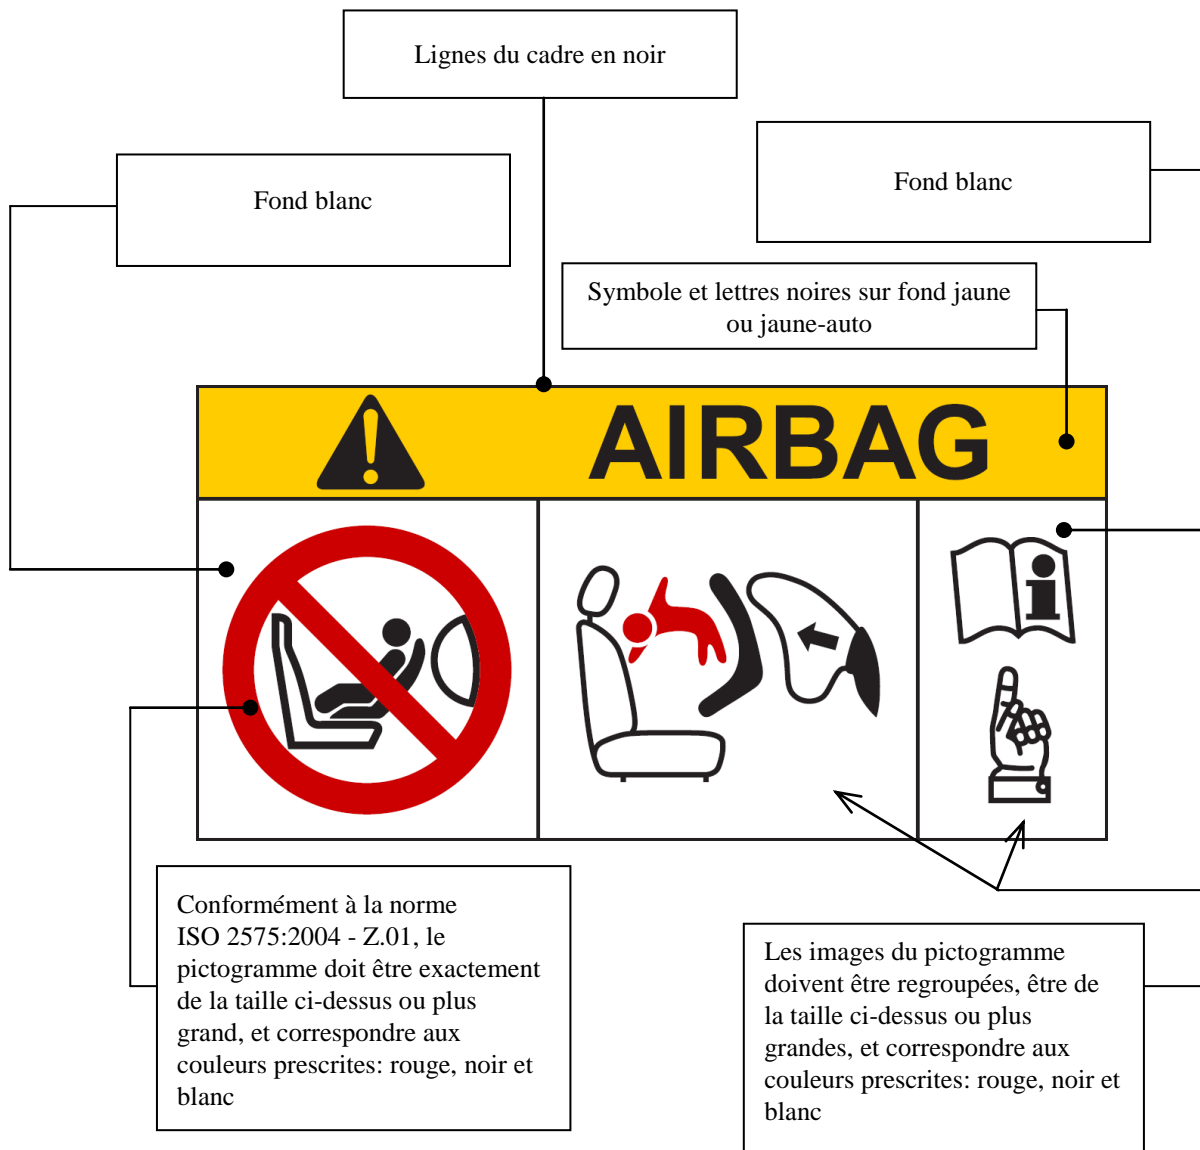 Lignes du cadre en noir
Fond blanc
Fond blanc
Symbole et lettres noires sur fond jaune
ou jaune-auto
AIRBAG
Conformément à la norme
ISO 2575:2004 - Z.01, le
pictogramme doit être exactement
de la taille ci-dessus ou plus
grand, et correspondre aux
couleurs prescrites: rouge, noir et
blanc
Les images du pictogramme
doivent être regroupées, être de
la taille ci-dessus ou plus
grandes, et correspondre aux
couleurs prescrites: rouge, noir et
blanc